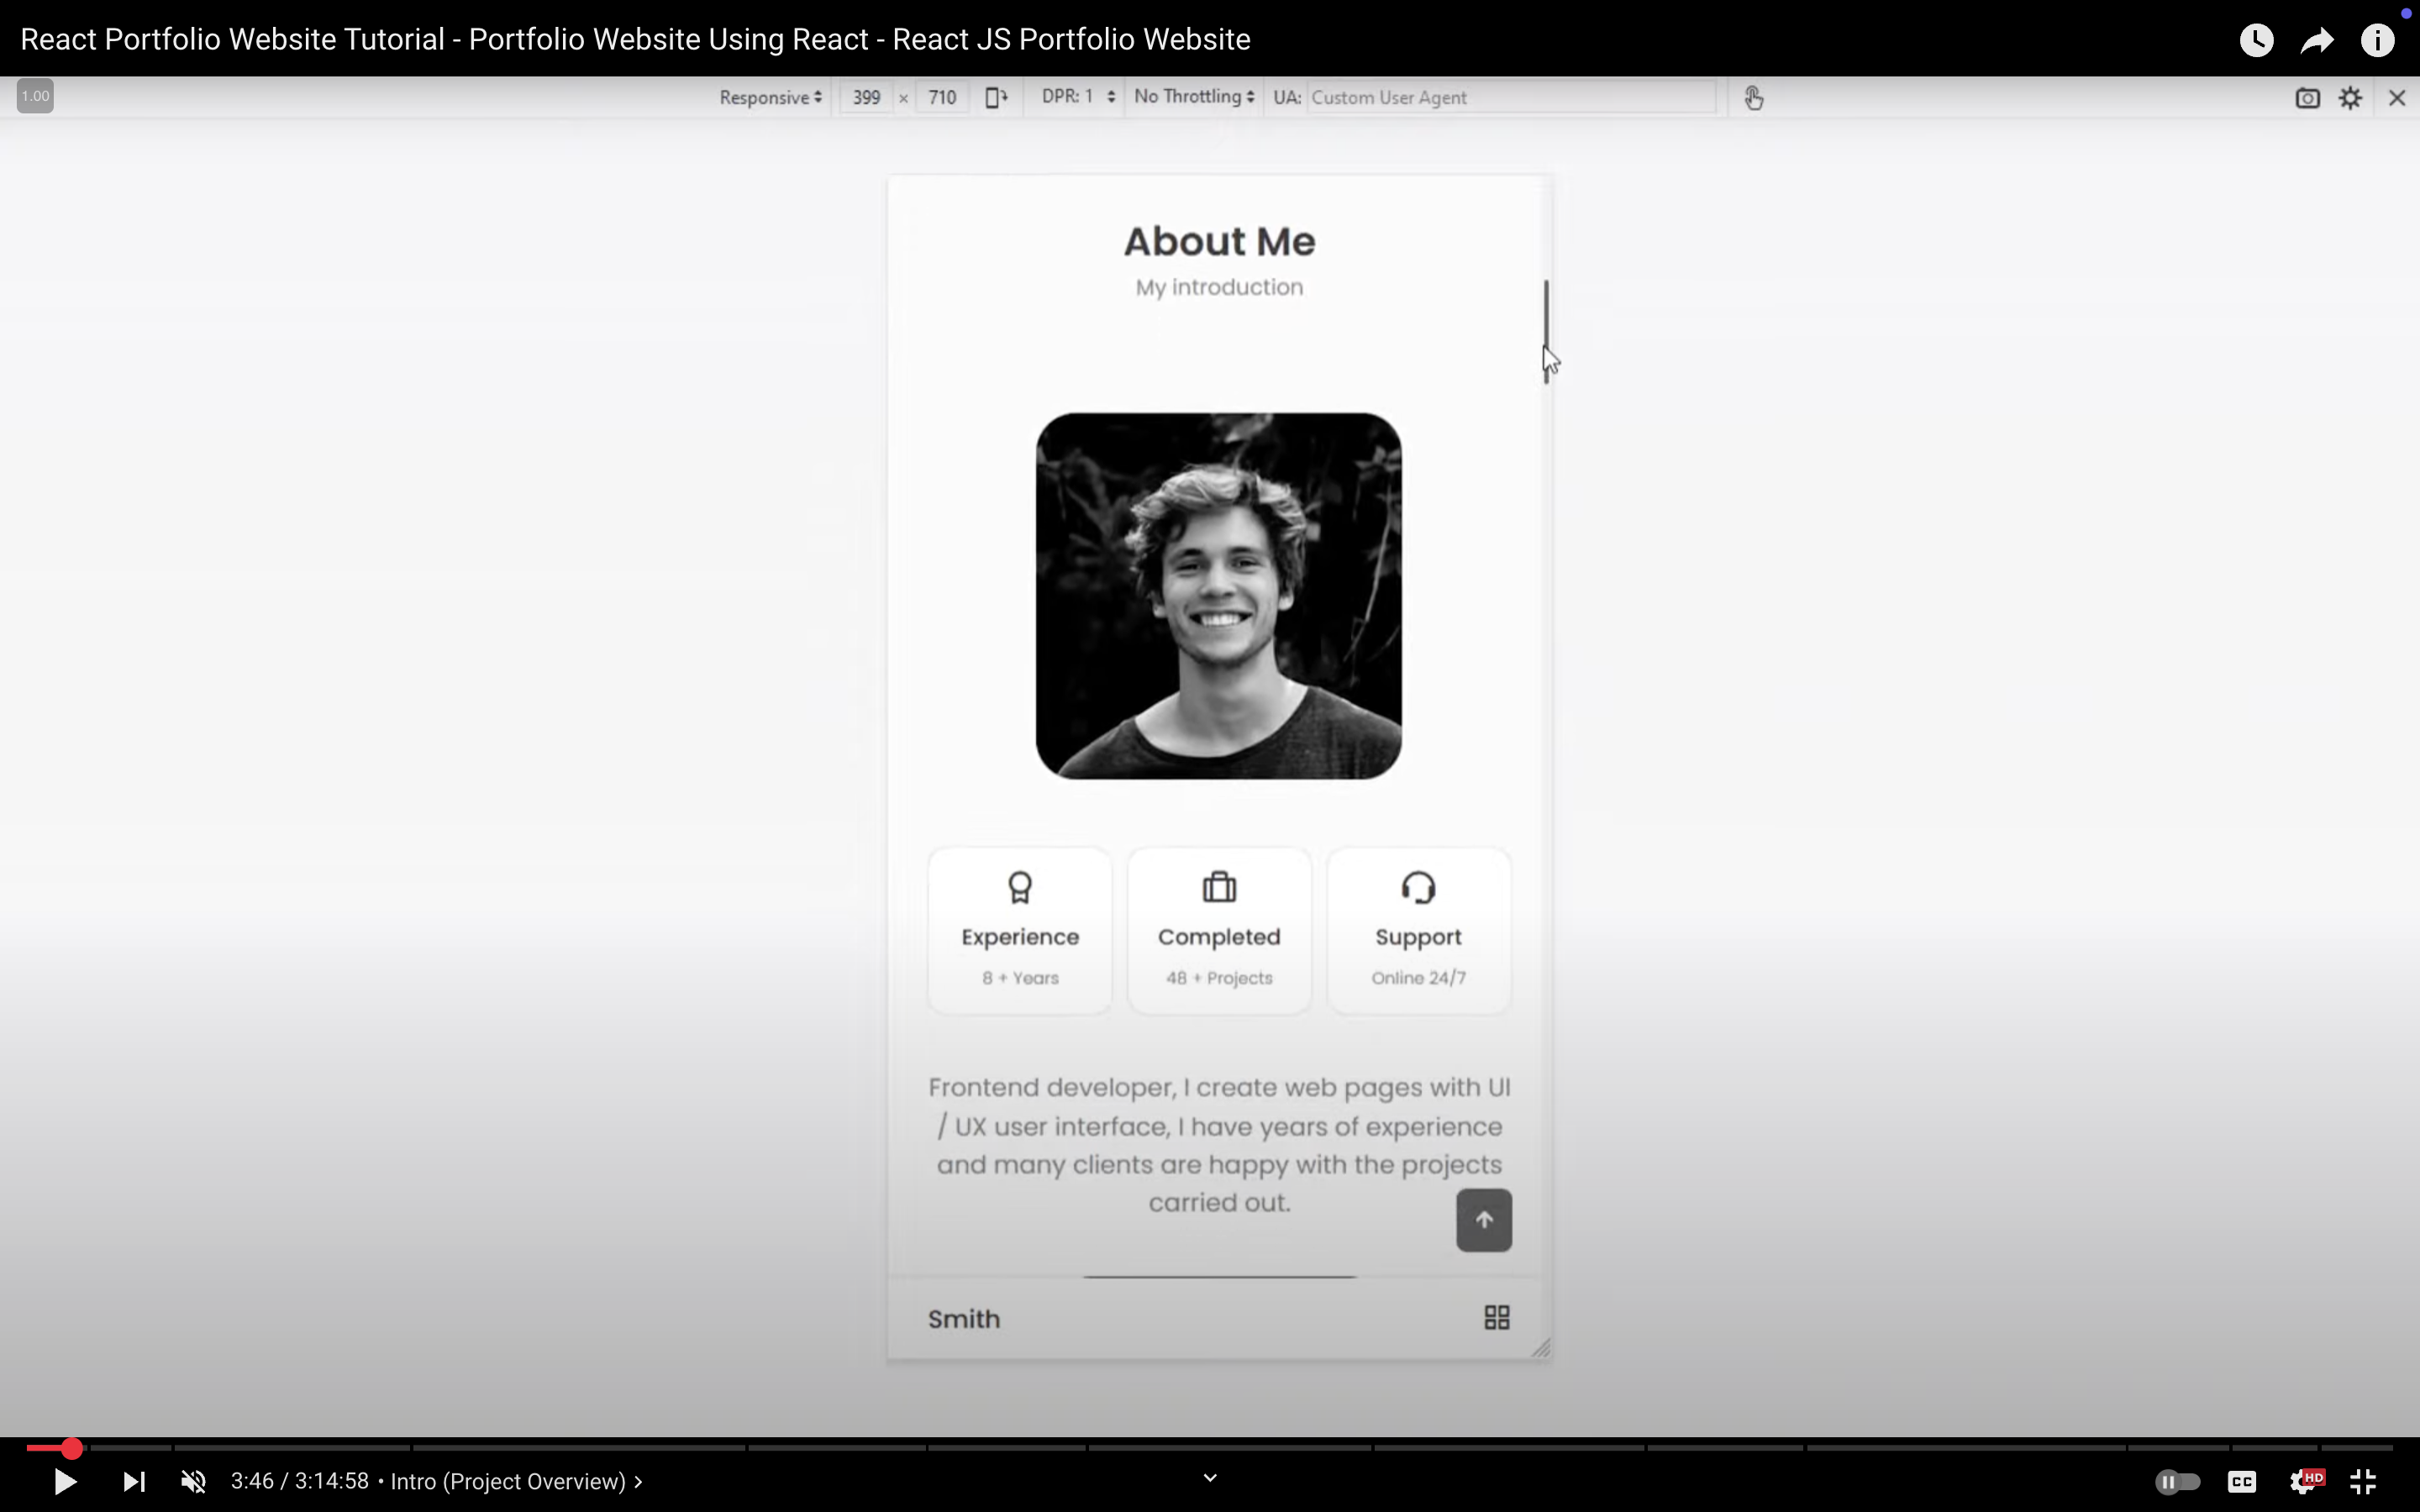 React Portfolio Website Tutorial - Portfolio Website Using React - React JS Portfolio Website
1.00
Responsive 399 × 710 DPR: 1 No Throttling UA: Custom User Agent
About Me
My introduction
Experience
8 + Years
Completed
48 + Projects
Support
Online 24/7
Frontend developer, I create web pages with UI
/ UX user interface, I have years of experience
and many clients are happy with the projects
carried out.
Smith
3:46 / 3:14:58 • Intro (Project Overview)
CC
HD